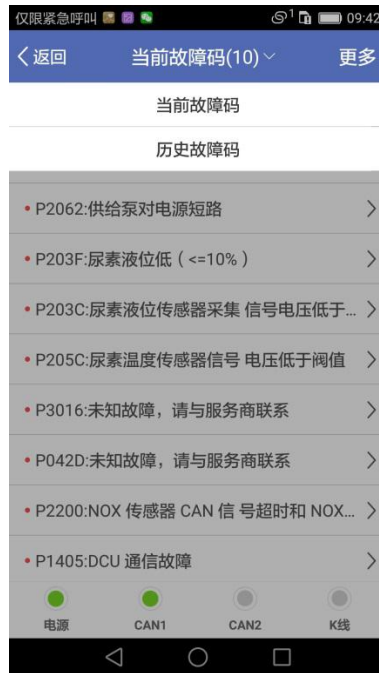 仅限紧急呼叫 1 09:42
返回 当前故障码(10) 更多
当前故障码
历史故障码
P2062:供给泵对电源短路
P203F:尿素液位低（<=10%）
P203C:尿素液位传感器采集 信号电压低于...
P205C:尿素温度传感器信号 电压低于阀值
P3016:未知故障，请与服务商联系
P042D:未知故障，请与服务商联系
P2200:NOX 传感器 CAN 信 号超时和 NOX...
P1405:DCU 通信故障
电源 CAN1 CAN2 K线